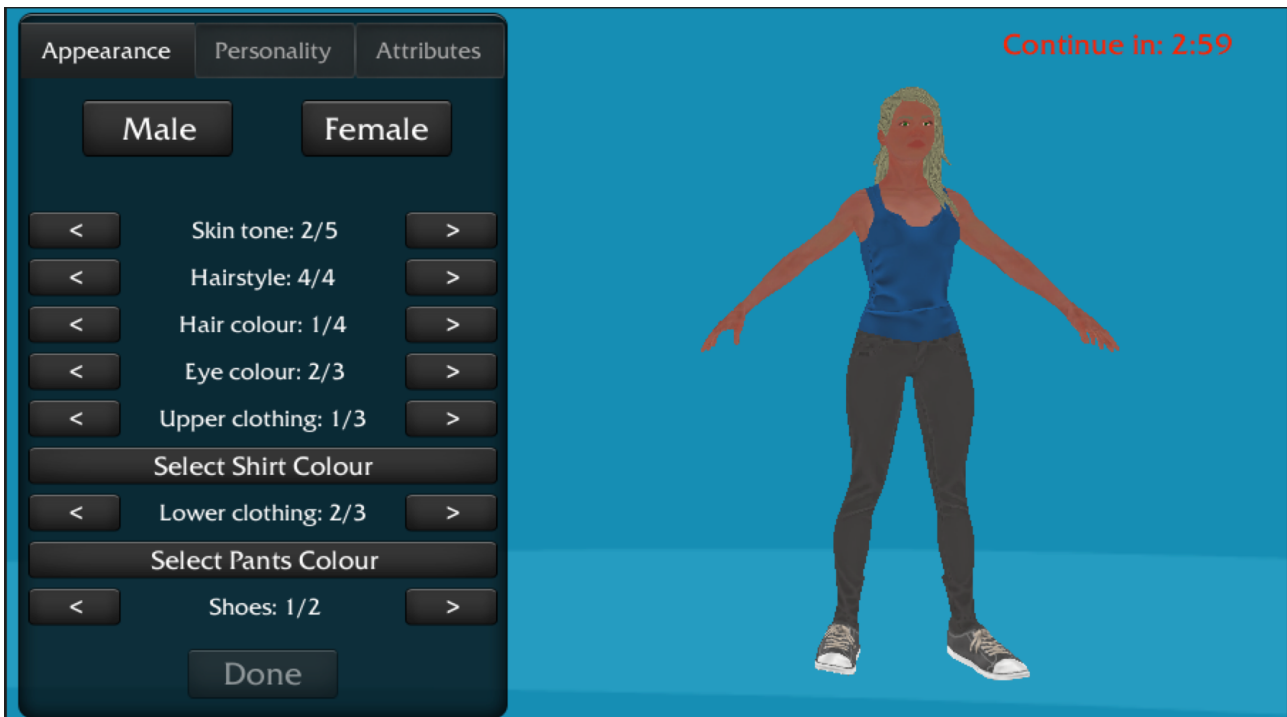 Appearance Personality Attributes
Continue in: 2:59
Male Female
< Skin tone: 2/5 >
< Hairstyle: 4/4 >
< Hair colour: 1/4 >
< Eye colour: 2/3 >
< Upper clothing: 1/3 >
Select Shirt Colour
< Lower clothing: 2/3 >
Select Pants Colour
< Shoes: 1/2 >
Done